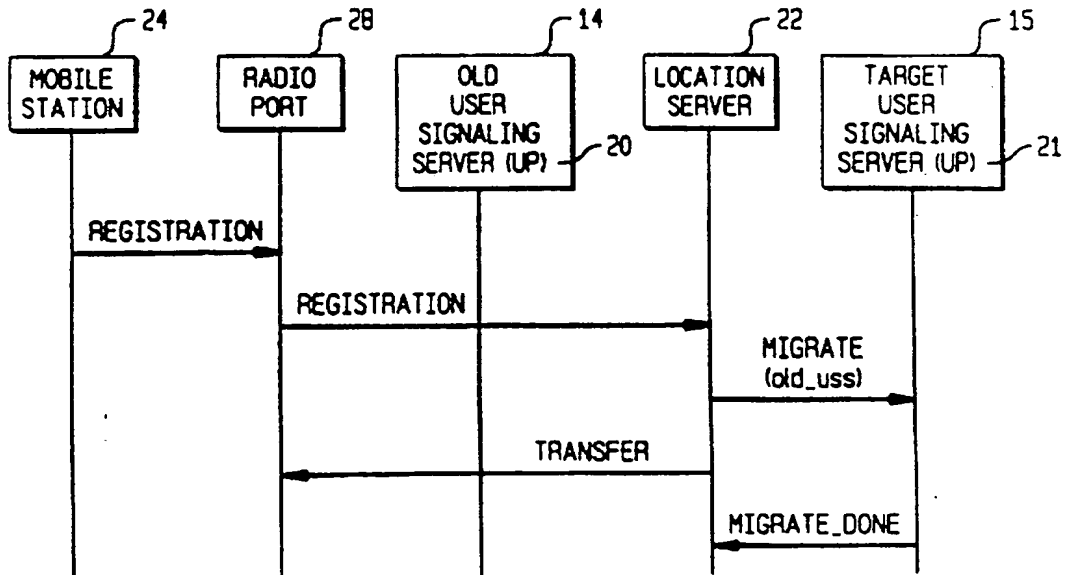 24
28
14
22
15
MOBILE
STATION
RADIO
PORT
OLD
USER
SIGNALING
SERVER (UP)
20
LOCATION
SERVER
TARGET
USER
SIGNALING
SERVER (UP)
21
REGISTRATION
REGISTRATION
MIGRATE
(old_uss)
TRANSFER
MIGRATE_DONE